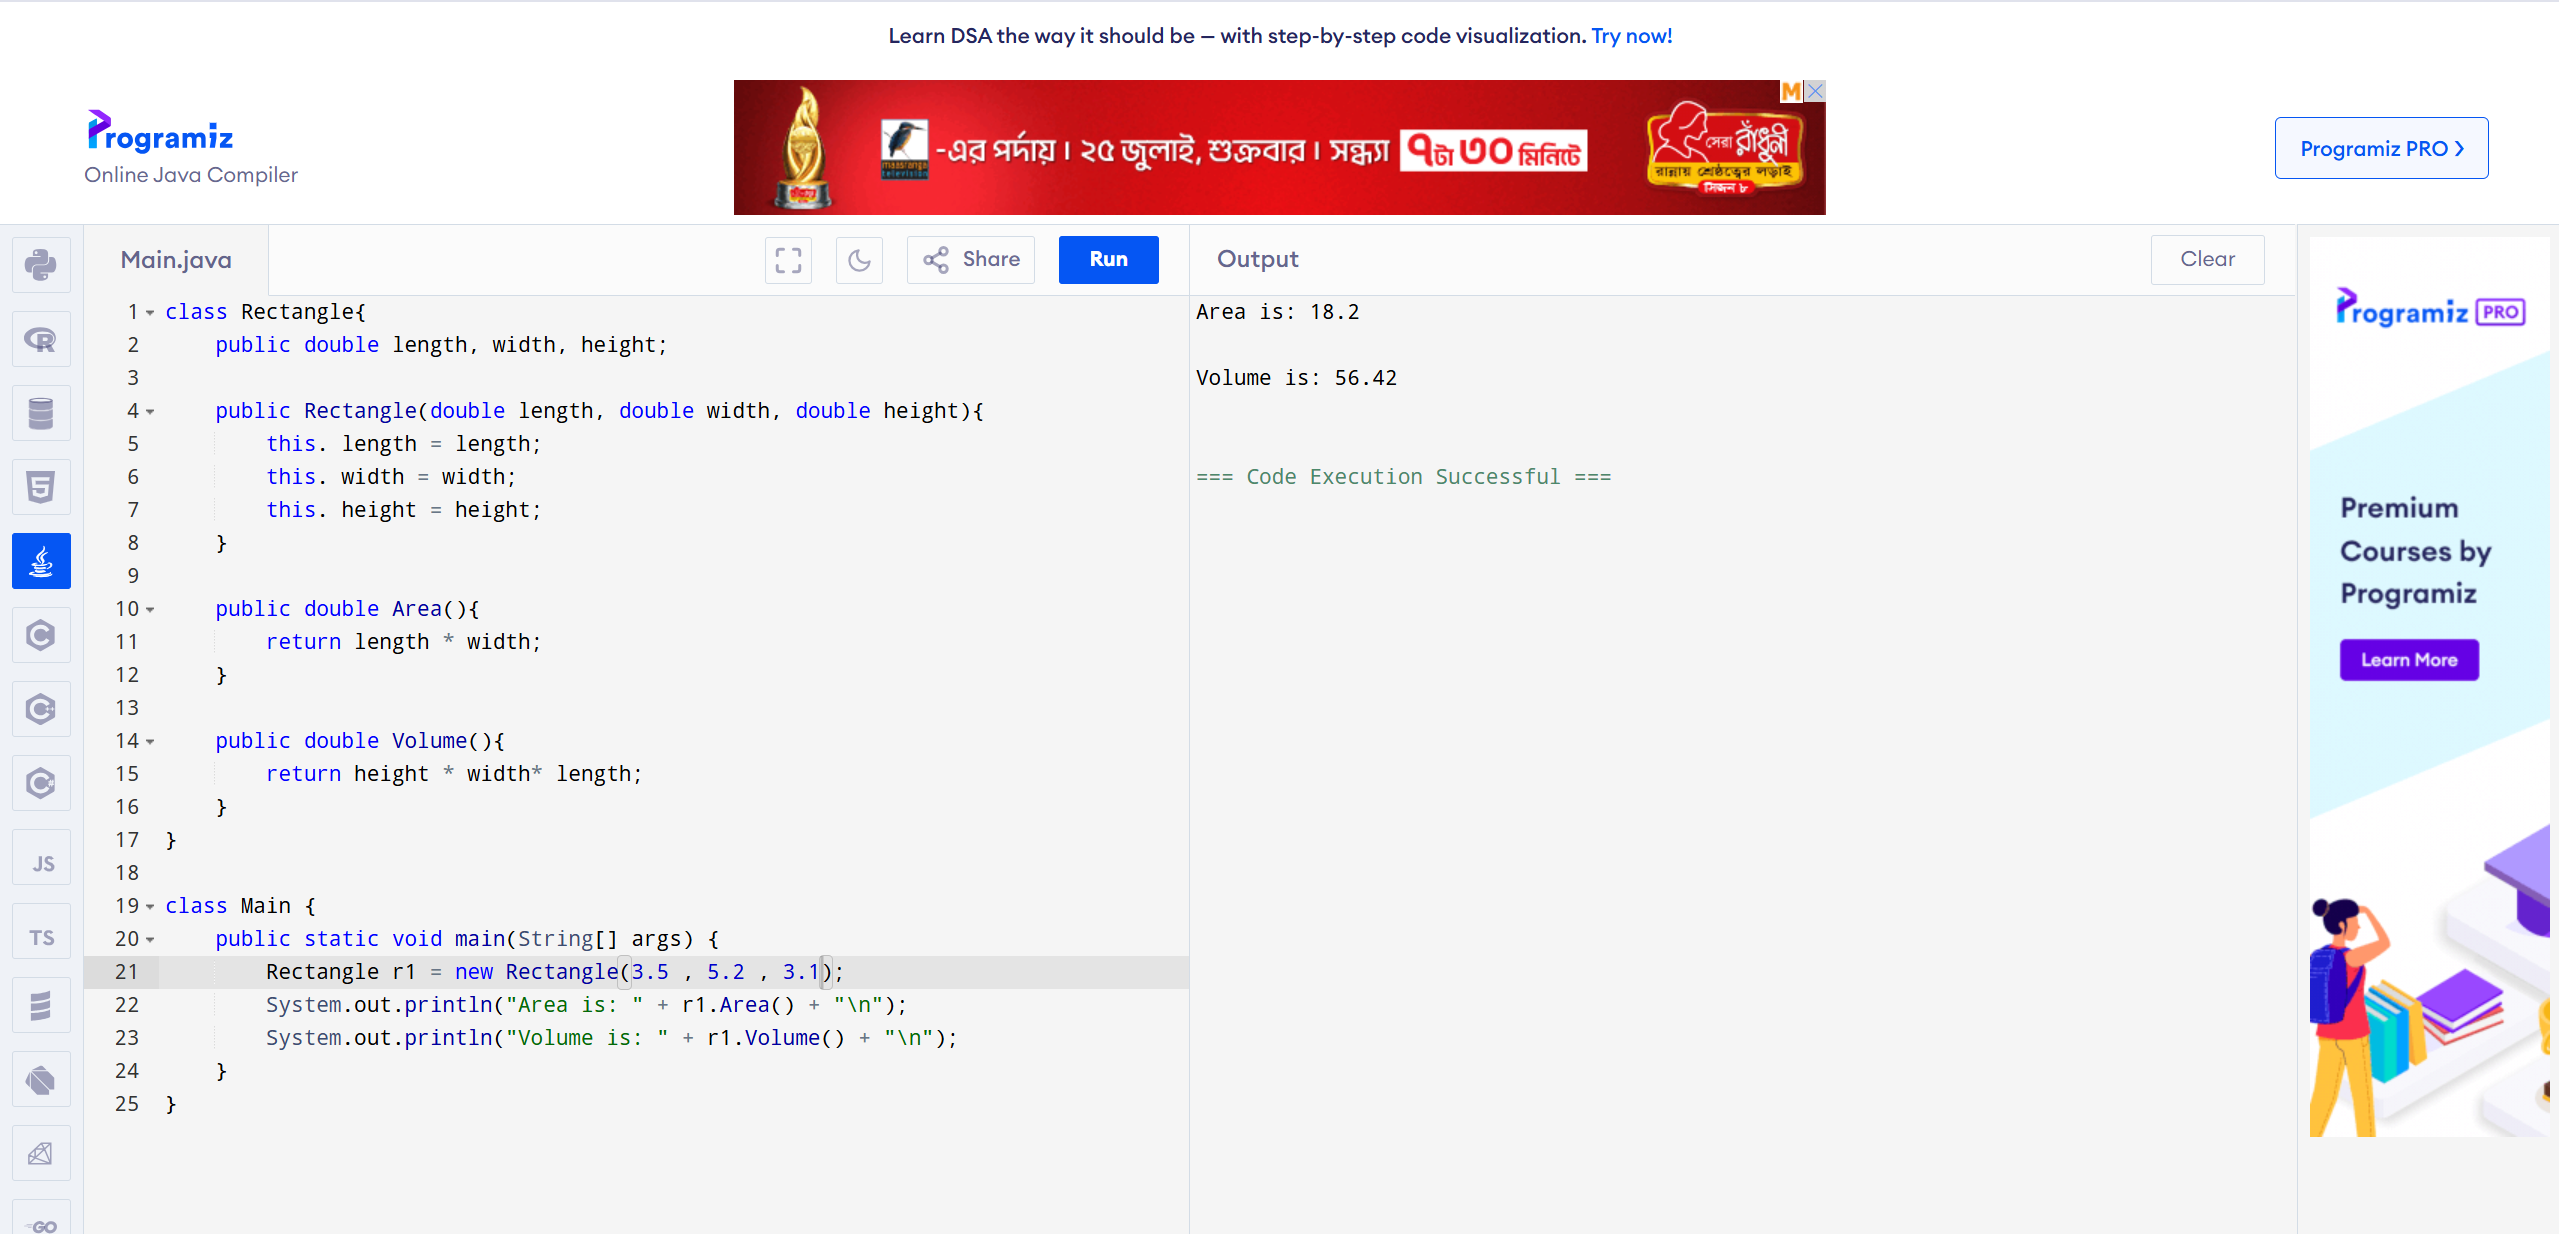 Learn DSA the way it should be – with step-by-step code visualization. Try now!
Programiz
Online Java Compiler
maasranga
television
-এর পর্দায় । ২৫ জুলাই, শুক্রবার । সন্ধ্যা ৭টা ৩০ মিনিটে
সেরা রাঁধুনী
রান্নায় শ্রেষ্ঠত্বের লড়াই
সিজন ৮
M
Programiz PRO ❯
Main.java
Share
Run
Output
Clear
1 class Rectangle{
2 public double length, width, height;
3
4 public Rectangle(double length, double width, double height){
5 this. length = length;
6 this. width = width;
7 this. height = height;
8 }
9
10 public double Area(){
11 return length * width;
12 }
13
14 public double Volume(){
15 return height * width* length;
16 }
17 }
18
19 class Main {
20 public static void main(String[] args) {
21 Rectangle r1 = new Rectangle(3.5 , 5.2 , 3.1);
22 System.out.println("Area is: " + r1.Area() + "\n");
23 System.out.println("Volume is: " + r1.Volume() + "\n");
24 }
25 }
Area is: 18.2
Volume is: 56.42
=== Code Execution Successful ===
R
5
C
C
C#
JS
TS
GO
Programiz PRO
Premium
Courses by
Programiz
Learn More